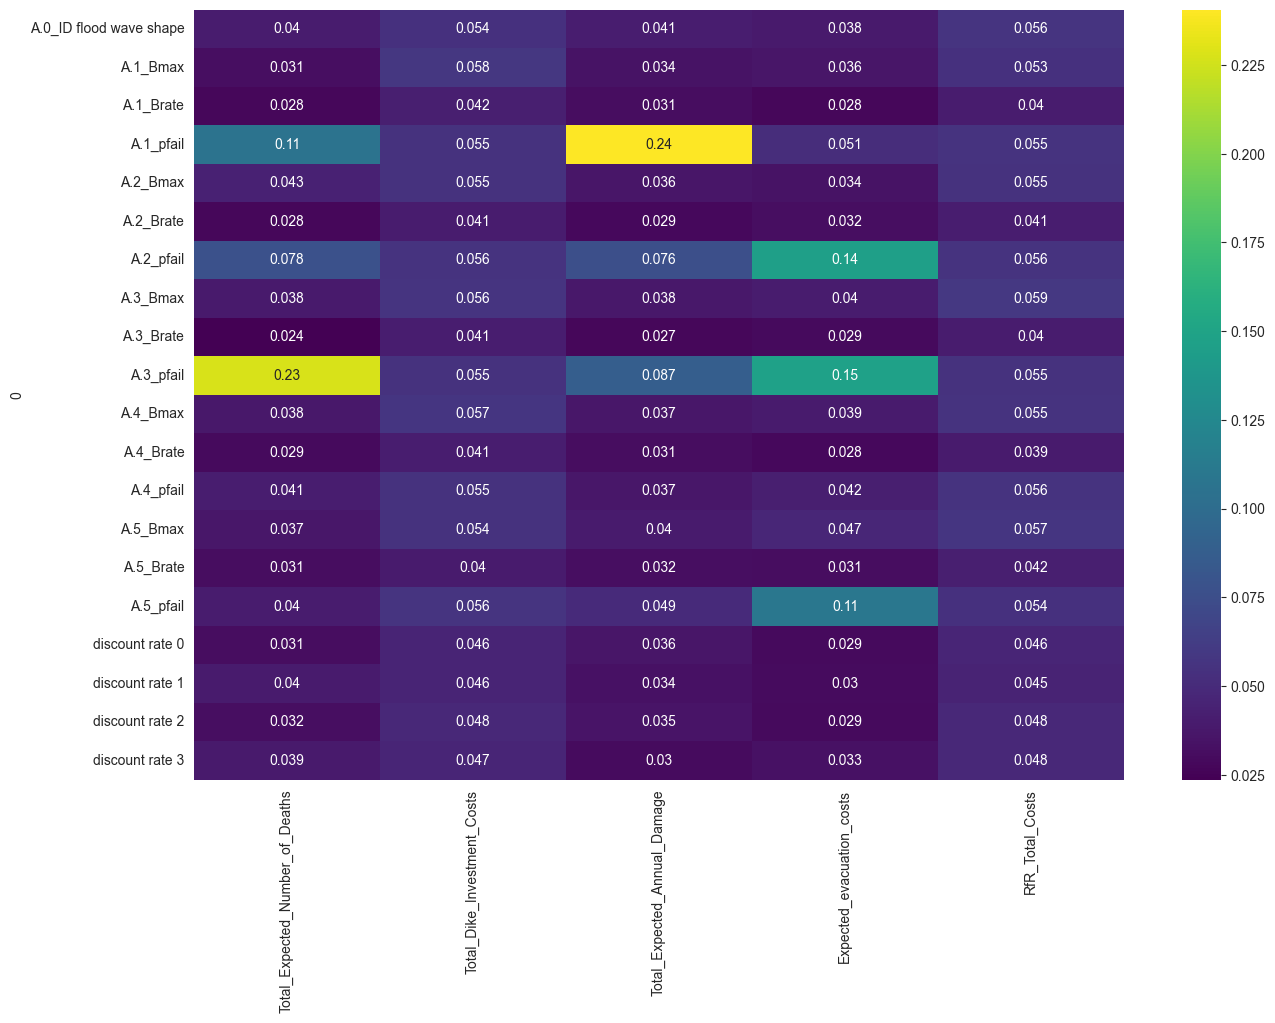 A.0_ID flood wave shape 0.04 0.054 0.041 0.038 0.056
A.1_Bmax 0.031 0.058 0.034 0.036 0.053
A.1_Brate 0.028 0.042 0.031 0.028 0.04
A.1_pfail 0.11 0.055 0.24 0.051 0.055
A.2_Bmax 0.043 0.055 0.036 0.034 0.055
A.2_Brate 0.028 0.041 0.029 0.032 0.041
A.2_pfail 0.078 0.056 0.076 0.14 0.056
A.3_Bmax 0.038 0.056 0.038 0.04 0.059
A.3_Brate 0.024 0.041 0.027 0.029 0.04
A.3_pfail 0.23 0.055 0.087 0.15 0.055
0
A.4_Bmax 0.038 0.057 0.037 0.039 0.055
A.4_Brate 0.029 0.041 0.031 0.028 0.039
A.4_pfail 0.041 0.055 0.037 0.042 0.056
A.5_Bmax 0.037 0.054 0.04 0.047 0.057
A.5_Brate 0.031 0.04 0.032 0.031 0.042
A.5_pfail 0.04 0.056 0.049 0.11 0.054
discount rate 0 0.031 0.046 0.036 0.029 0.046
discount rate 1 0.04 0.046 0.034 0.03 0.045
discount rate 2 0.032 0.048 0.035 0.029 0.048
discount rate 3 0.039 0.047 0.03 0.033 0.048
Total_Expected_Number_of_Deaths
Total_Dike_Investment_Costs
Total_Expected_Annual_Damage
Expected_evacuation_costs
RfR_Total_Costs
0.225
0.200
0.175
0.150
0.125
0.100
0.075
0.050
0.025